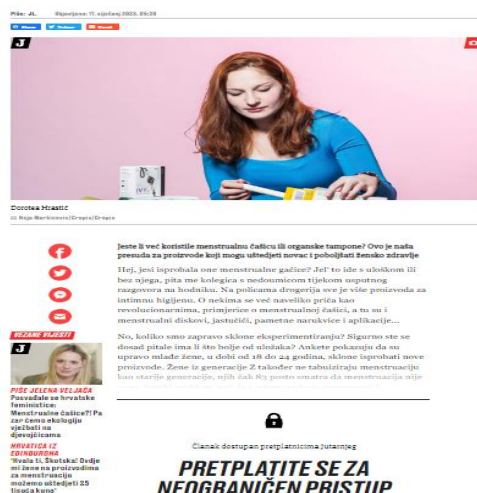 Piše: JL. Objavljeno: 17. siječanj 2023. 09:28
Share Tweet Email
J
Dorotea Hrastić
Jeste li već koristile menstrualnu čašicu ili organske tampone? Ovo je naša
presuda za proizvode koji mogu uštedjeti novac i poboljšati žensko zdravlje
Hej, jesi isprobala one menstrualne gaćice? Jel' to ide s uloškom ili
bez njega, pita me kolegica s nedoumicom tijekom usputnog
razgovora na hodniku. Na policama drogerija sve je više proizvoda za
intimnu higijenu. O nekima se već naveliko priča kao
revolucionarnima, primjerice o menstrualnoj čašici, a tu su i
menstrualni diskovi, jastučići, pametne narukvice i aplikacije...
No, koliko smo zapravo sklone eksperimentiranju? Sigurno ste se
dosad pitale ima li što bolje od uložaka? Ankete pokazuju da su
upravo mlade žene, u dobi od 18 do 24 godina, sklone isprobati nove
proizvode. Žene iz generacije Z također ne tabuiziraju menstruaciju
kao starije generacije, njih čak 83 posto smatra da menstruacija nije
VEZANE VIJESTI
J
PIŠE JELENA VELJAČA
Posvađale se hrvatske
feministice:
Menstrualne čašice?! Pa
zar ćemo ekologiju
vježbati na
djevojčicama
HRVATICA IZ
EDINBURGHA
'Hvala ti, Škotska! Ovdje
mi žene na proizvodima
za menstruaciju
možemo uštedjeti 25
tisuća kuna'
Članak dostupan pretplatnicima Jutarnjeg
PRETPLATITE SE ZA
NEOGRANIČEN PRISTUP